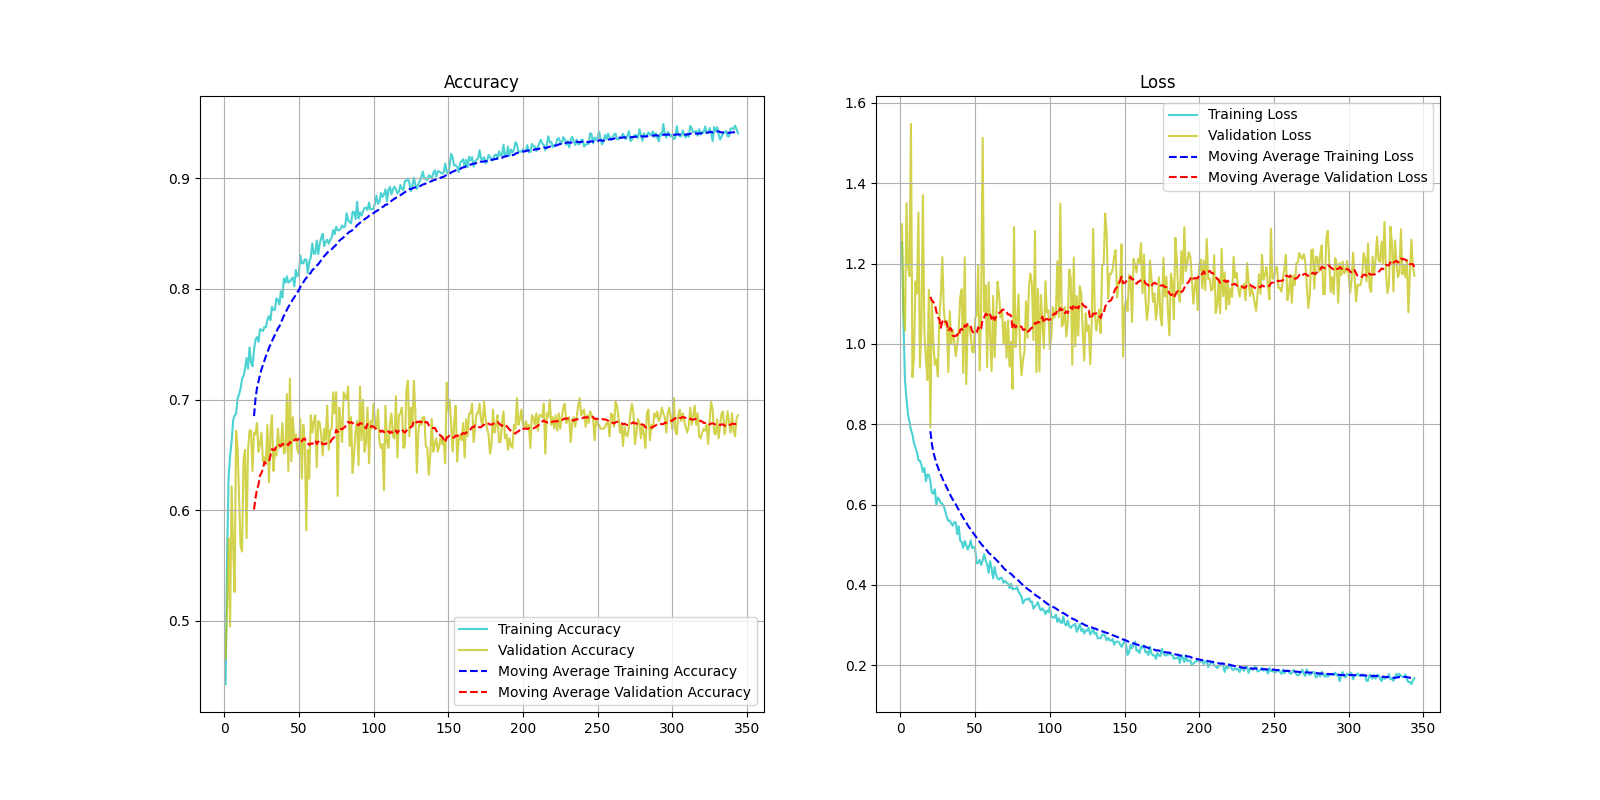 Accuracy
0.9
0.8
0.7
0.6
0.5
0 50 100 150 200 250 300 350
Training Accuracy
Validation Accuracy
Moving Average Training Accuracy
Moving Average Validation Accuracy
Loss
1.6
1.4
1.2
1.0
0.8
0.6
0.4
0.2
0 50 100 150 200 250 300 350
Training Loss
Validation Loss
Moving Average Training Loss
Moving Average Validation Loss